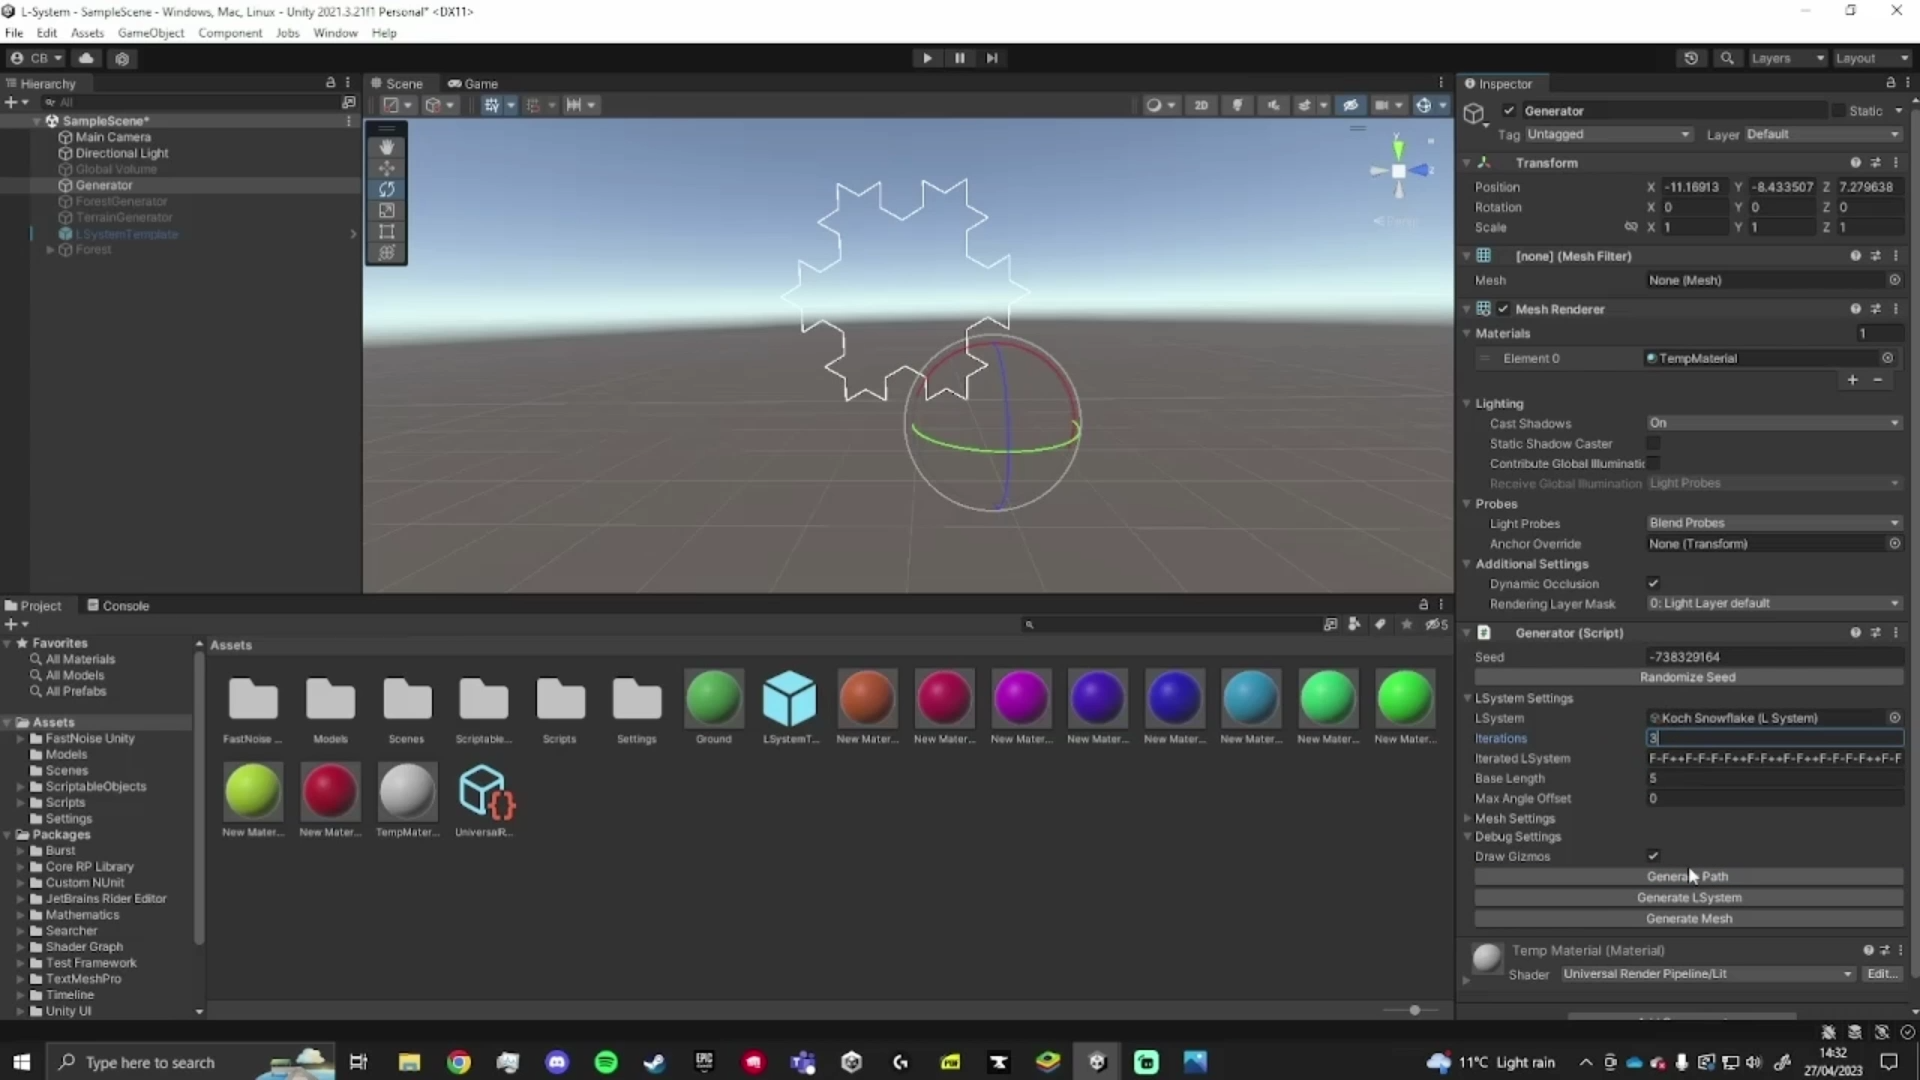 L-System - SampleScene - Windows, Mac, Linux - Unity 2021.3.21f1 Personal* <DX11>
File Edit Assets GameObject Component Jobs Window Help
CB
Layers
Layout
Hierarchy
All
SampleScene*
Main Camera
Directional Light
Global Volume
Generator
ForestGenerator
TerrainGenerator
LSystemTemplate
Forest
Scene
Game
2D
y
z
Persp
Inspector
Generator
Static
Tag Untagged
Layer Default
Transform
Position X -11.16913 Y -8.433507 Z 7.279638
Rotation X 0 Y 0 Z 0
Scale X 1 Y 1 Z 1
[none] (Mesh Filter)
Mesh None (Mesh)
Mesh Renderer
Materials 1
Element 0 TempMaterial
Lighting
Cast Shadows On
Static Shadow Caster
Contribute Global Illuminatic
Receive Global Illumination Light Probes
Probes
Light Probes Blend Probes
Anchor Override None (Transform)
Additional Settings
Dynamic Occlusion
Rendering Layer Mask 0: Light Layer default
Generator (Script)
Seed -738329164
Randomize Seed
LSystem Settings
LSystem Koch Snowflake (L System)
Iterations 3
Iterated LSystem F-F++F-F-F-F++F-F++F-F++F-F-F-F++F-F
Base Length 5
Max Angle Offset 0
Mesh Settings
Debug Settings
Draw Gizmos
Generate Path
Generate LSystem
Generate Mesh
Temp Material (Material)
Shader Universal Render Pipeline/Lit
Edit...
Project
Console
5
Favorites
All Materials
All Models
All Prefabs
Assets
FastNoise Unity
Models
Scenes
ScriptableObjects
Scripts
Settings
Packages
Burst
Core RP Library
Custom NUnit
JetBrains Rider Editor
Mathematics
Searcher
Shader Graph
Test Framework
TextMeshPro
Timeline
Unity UI
Assets
FastNoise ...
Models
Scenes
Scriptable...
Scripts
Settings
Ground
LSystemT...
New Mater...
New Mater...
New Mater...
New Mater...
New Mater...
New Mater...
New Mater...
New Mater...
New Mater...
New Mater...
TempMater...
UniversalR...
Type here to search
EPIC
11°C Light rain
14:32
27/04/2023